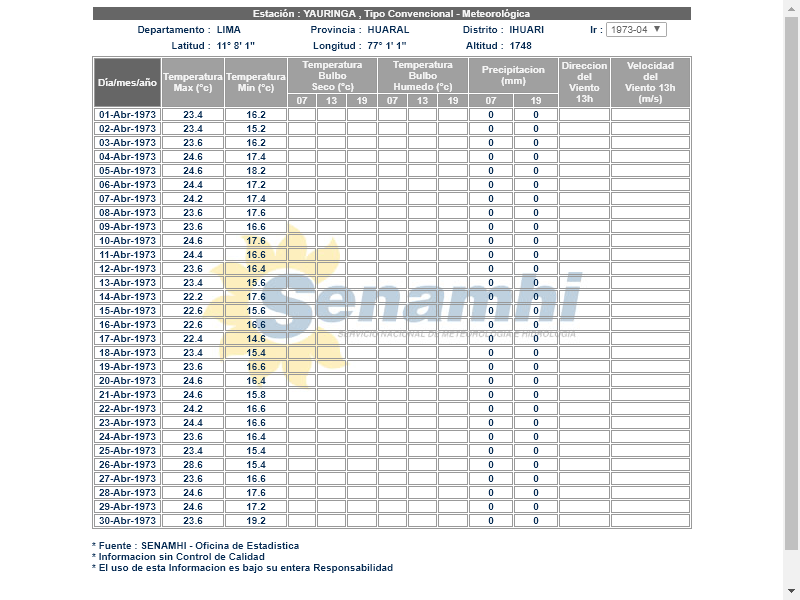 Estación : YAURINGA , Tipo Convencional - Meteorológica
Departamento : LIMA Provincia : HUARAL Distrito : IHUARI Ir : 1973-04
Latitud : 11° 8' 1" Longitud : 77° 1' 1" Altitud : 1748
Dia/mes/año Temperatura Max (°c) Temperatura Min (°c) Temperatura Bulbo Seco (°c) Temperatura Bulbo Humedo (°c) Precipitacion (mm) Direccion del Viento 13h Velocidad del Viento 13h (m/s)
07 13 19 07 13 19 07 19
01-Abr-1973 23.4 16.2 0 0
02-Abr-1973 23.4 15.2 0 0
03-Abr-1973 23.6 16.2 0 0
04-Abr-1973 24.6 17.4 0 0
05-Abr-1973 24.6 18.2 0 0
06-Abr-1973 24.4 17.2 0 0
07-Abr-1973 24.2 17.4 0 0
08-Abr-1973 23.6 17.6 0 0
09-Abr-1973 23.6 16.6 0 0
10-Abr-1973 24.6 17.6 0 0
11-Abr-1973 24.4 16.6 0 0
12-Abr-1973 23.6 16.4 0 0
13-Abr-1973 23.4 15.6 0 0
14-Abr-1973 22.2 17.6 0 0
15-Abr-1973 22.6 15.6 0 0
16-Abr-1973 22.6 16.6 0 0
17-Abr-1973 22.4 14.6 0 0
18-Abr-1973 23.4 15.4 0 0
19-Abr-1973 23.6 16.6 0 0
20-Abr-1973 24.6 16.4 0 0
21-Abr-1973 24.6 15.8 0 0
22-Abr-1973 24.2 16.6 0 0
23-Abr-1973 24.4 16.6 0 0
24-Abr-1973 23.6 16.4 0 0
25-Abr-1973 23.4 15.4 0 0
26-Abr-1973 28.6 15.4 0 0
27-Abr-1973 23.6 16.6 0 0
28-Abr-1973 24.6 17.6 0 0
29-Abr-1973 24.6 17.2 0 0
30-Abr-1973 23.6 19.2 0 0
Senamhi
SERVICIO NACIONAL DE METEOROLOGIA E HIDROLOGIA
* Fuente : SENAMHI - Oficina de Estadistica
* Informacion sin Control de Calidad
* El uso de esta Informacion es bajo su entera Responsabilidad